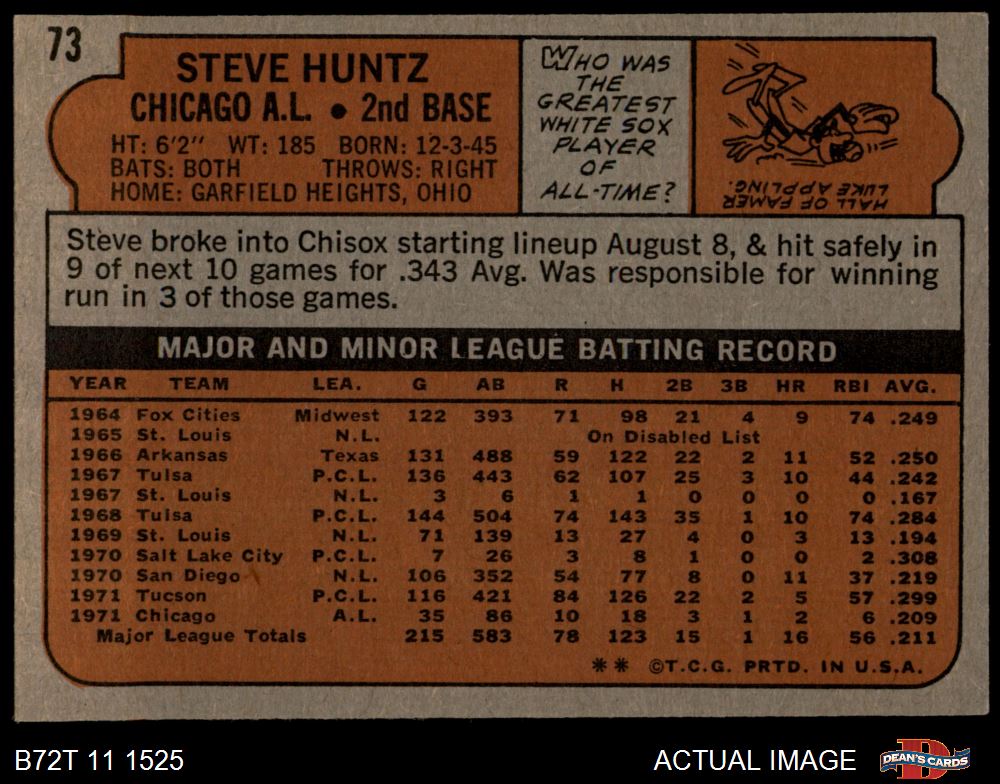 73
STEVE HUNTZ
CHICAGO A.L. • 2nd BASE
HT: 6'2" WT: 185 BORN: 12-3-45
BATS: BOTH THROWS: RIGHT
HOME: GARFIELD HEIGHTS, OHIO
WHO WAS
THE
GREATEST
WHITE SOX
PLAYER
OF
ALL-TIME?
HALL OF FAMER
LUKE APPLING.
Steve broke into Chisox starting lineup August 8, & hit safely in
9 of next 10 games for .343 Avg. Was responsible for winning
run in 3 of those games.
MAJOR AND MINOR LEAGUE BATTING RECORD
YEAR TEAM LEA. G AB R H 2B 3B HR RBI AVG.
1964 Fox Cities Midwest 122 393 71 98 21 4 9 74 .249
1965 St. Louis N.L. On Disabled List
1966 Arkansas Texas 131 488 59 122 22 2 11 52 .250
1967 Tulsa P.C.L. 136 443 62 107 25 3 10 44 .242
1967 St. Louis N.L. 3 6 1 1 0 0 0 0 .167
1968 Tulsa P.C.L. 144 504 74 143 35 1 10 74 .284
1969 St. Louis N.L. 71 139 13 27 4 0 3 13 .194
1970 Salt Lake City P.C.L. 7 26 3 8 1 0 0 2 .308
1970 San Diego N.L. 106 352 54 77 8 0 11 37 .219
1971 Tucson P.C.L. 116 421 84 126 22 2 5 57 .299
1971 Chicago A.L. 35 86 10 18 3 1 2 6 .209
Major League Totals 215 583 78 123 15 1 16 56 .211
** ©T.C.G. PRTD. IN U.S.A.
B72T 11 1525
ACTUAL IMAGE
D
DEAN'S CARDS